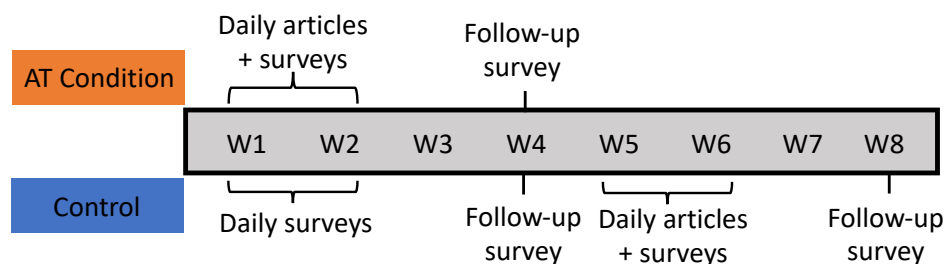 Daily articles
+ surveys
Follow-up
survey
AT Condition
W1 W2 W3 W4 W5 W6 W7 W8
Control
Daily surveys
Follow-up
survey
Daily articles
+ surveys
Follow-up
survey